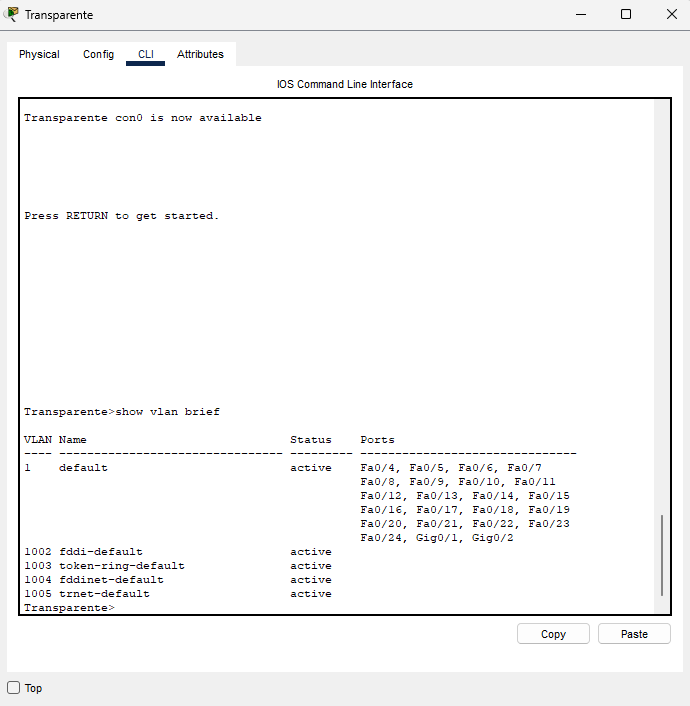 Transparente
Physical Config CLI Attributes
IOS Command Line Interface
Transparente con0 is now available
Press RETURN to get started.
Transparente>show vlan brief
VLAN Name                             Status    Ports
---- -------------------------------- --------- -------------------------------
1    default                          active    Fa0/4, Fa0/5, Fa0/6, Fa0/7
                                                Fa0/8, Fa0/9, Fa0/10, Fa0/11
                                                Fa0/12, Fa0/13, Fa0/14, Fa0/15
                                                Fa0/16, Fa0/17, Fa0/18, Fa0/19
                                                Fa0/20, Fa0/21, Fa0/22, Fa0/23
                                                Fa0/24, Gig0/1, Gig0/2
1002 fddi-default                     active
1003 token-ring-default               active
1004 fddinet-default                  active
1005 trnet-default                    active
Transparente>
Copy Paste
Top